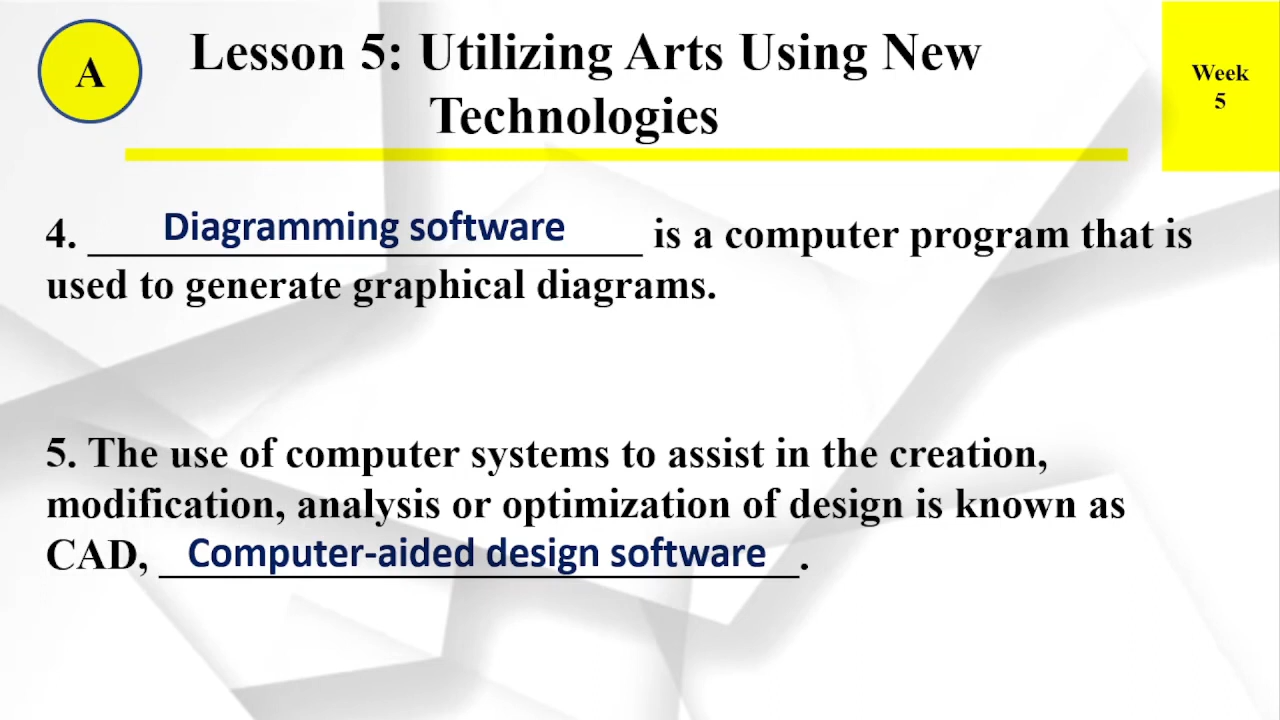 A
Lesson 5: Utilizing Arts Using New
Technologies
Week
5
4. Diagramming software is a computer program that is
used to generate graphical diagrams.
5. The use of computer systems to assist in the creation,
modification, analysis or optimization of design is known as
CAD, Computer-aided design software.